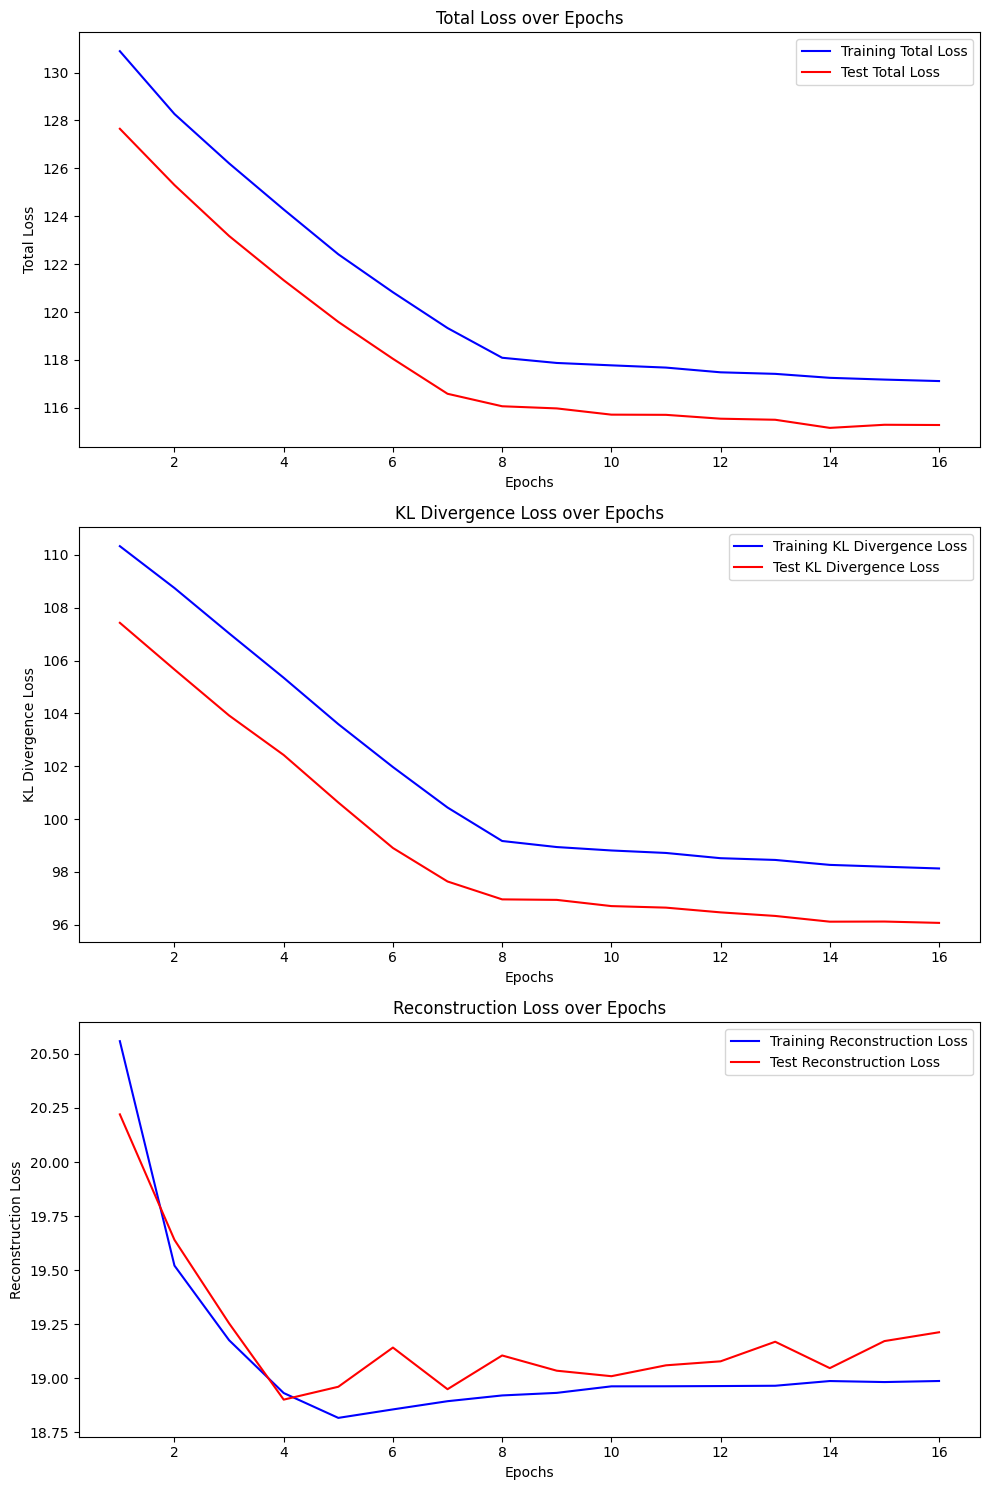 Total Loss over Epochs
Training Total Loss
Test Total Loss
130
128
126
124
122
120
118
116
Total Loss
2 4 6 8 10 12 14 16
Epochs
KL Divergence Loss over Epochs
Training KL Divergence Loss
Test KL Divergence Loss
110
108
106
104
102
100
98
96
KL Divergence Loss
2 4 6 8 10 12 14 16
Epochs
Reconstruction Loss over Epochs
Training Reconstruction Loss
Test Reconstruction Loss
20.50
20.25
20.00
19.75
19.50
19.25
19.00
18.75
Reconstruction Loss
2 4 6 8 10 12 14 16
Epochs